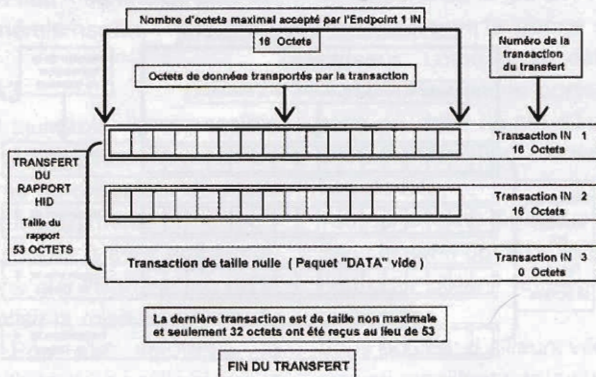 Nombre d'octets maximal accepté par l'Endpoint 1 IN
16 Octets
Octets de données transportés par la transaction
Numéro de la
transaction
du transfert
TRANSFERT
DU
RAPPORT
HID
Taille du
rapport
53 OCTETS
Transaction IN 1
16 Octets
Transaction IN 2
16 Octets
Transaction de taille nulle ( Paquet "DATA" vide )
Transaction IN 3
0 Octets
La dernière transaction est de taille non maximale
et seulement 32 octets ont été reçus au lieu de 53
FIN DU TRANSFERT